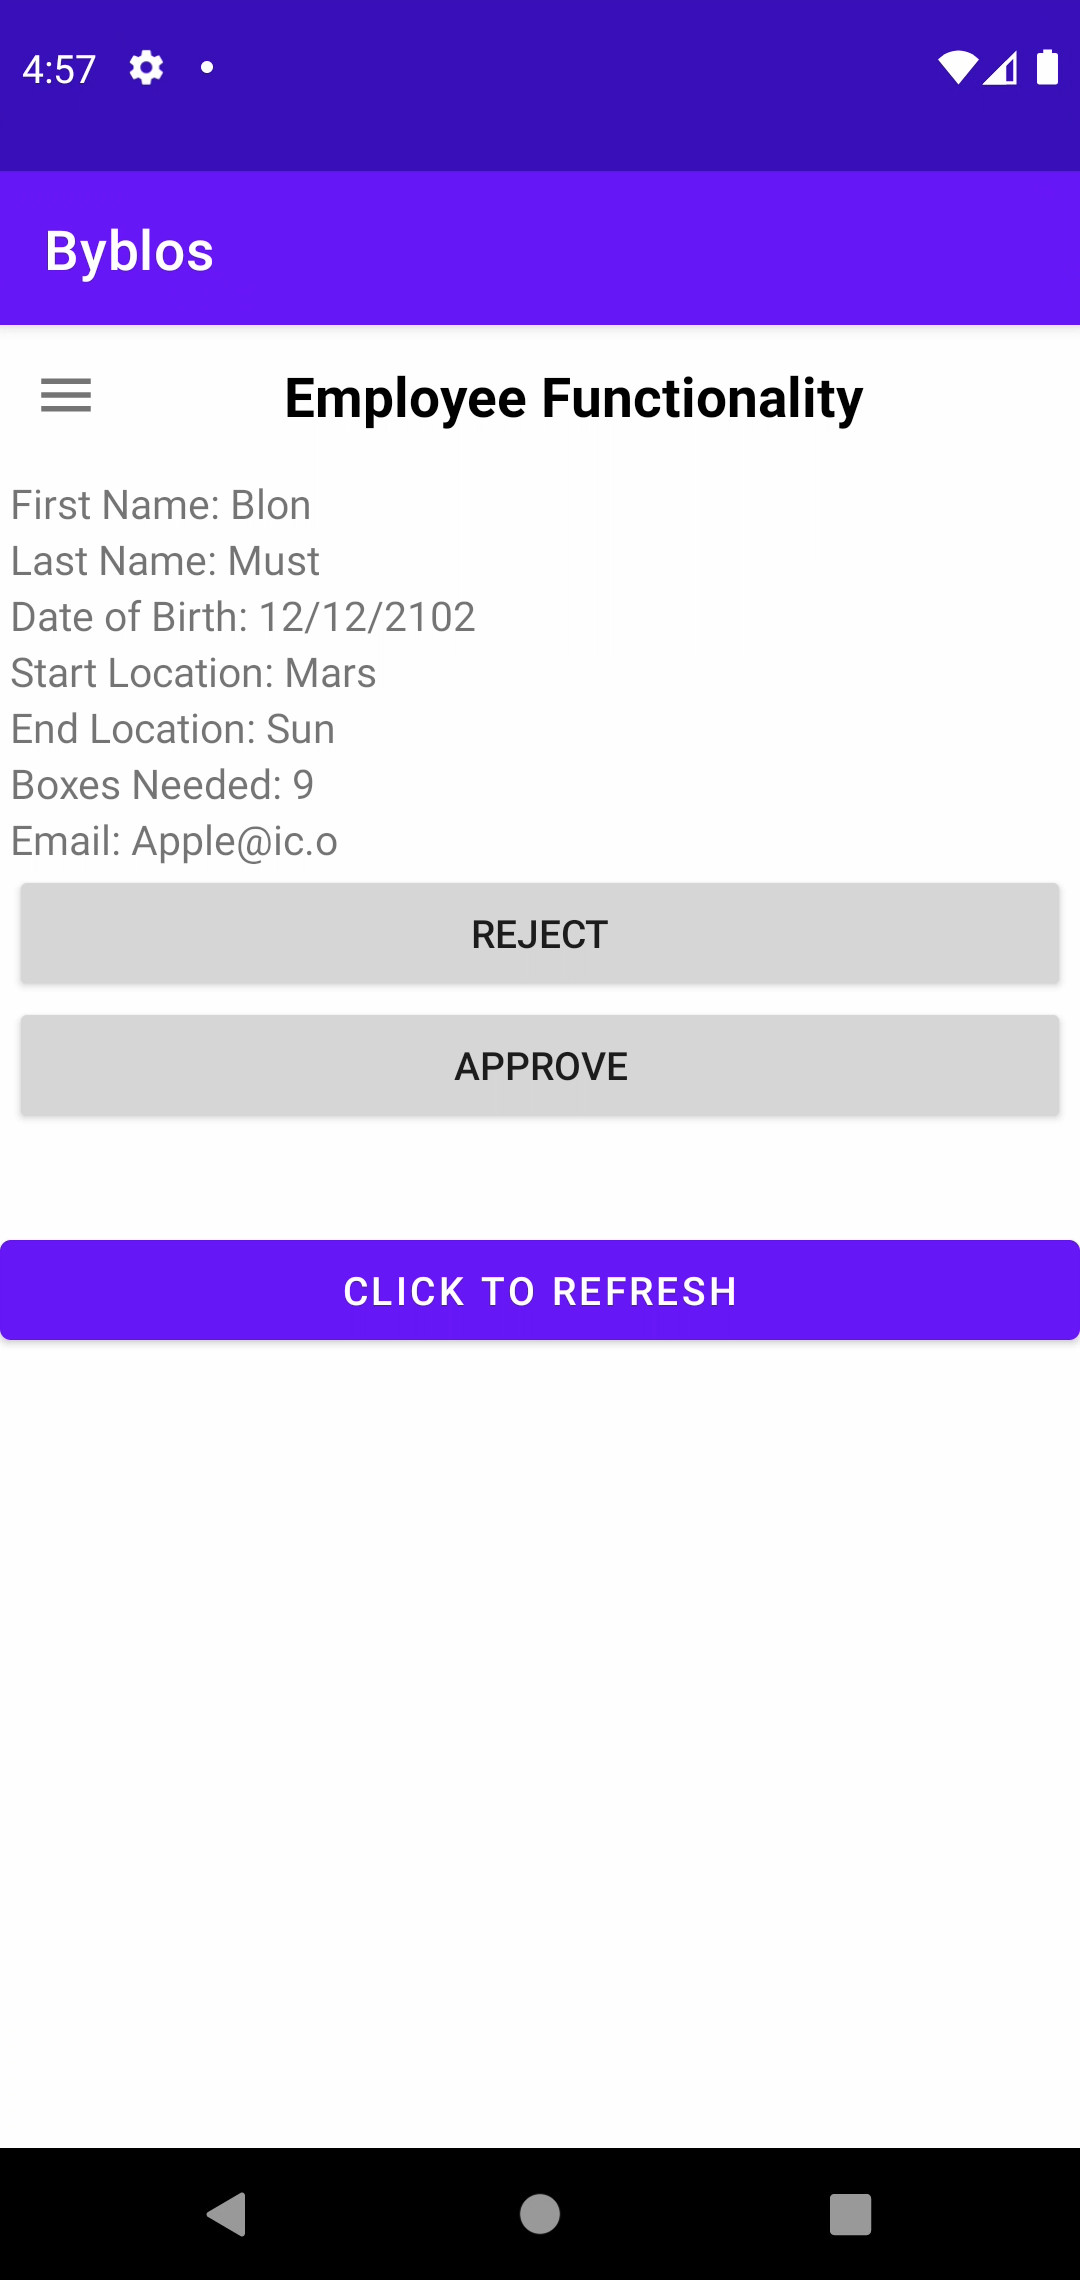 4:57
Byblos
Employee Functionality
First Name: Blon
Last Name: Must
Date of Birth: 12/12/2102
Start Location: Mars
End Location: Sun
Boxes Needed: 9
Email: Apple@ic.o
REJECT
APPROVE
CLICK TO REFRESH